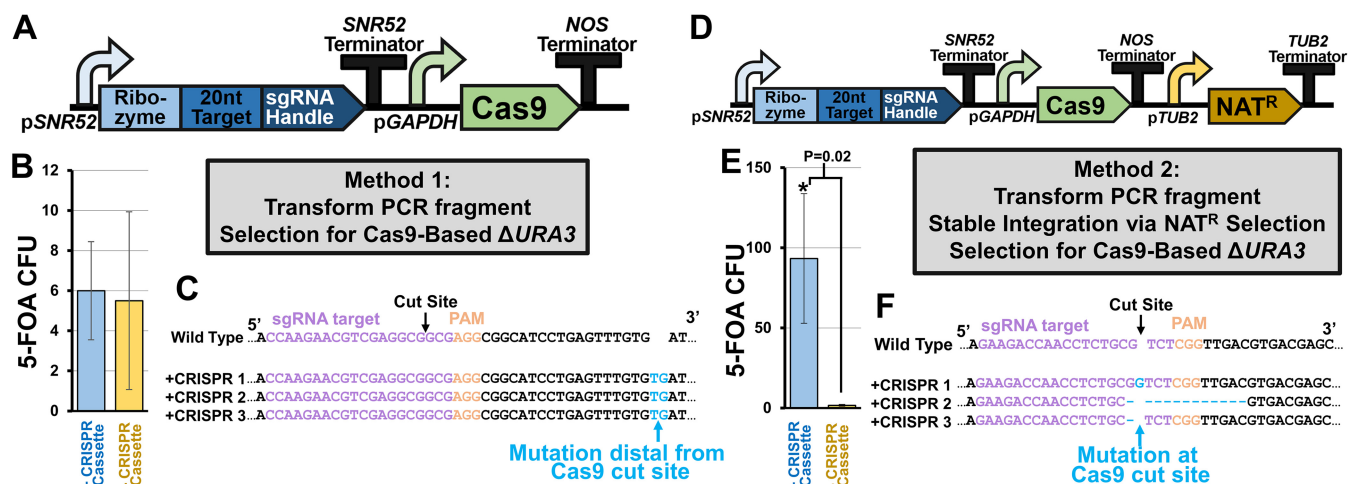 A
SNR52
Terminator
NOS
Terminator
Ribo-
zyme
20nt
Target
sgRNA
Handle
Cas9
pSNR52
pGAPDH
B
12
10
8
6
4
2
0
5-FOA CFU
+ CRISPR
Cassette
- CRISPR
Cassette
Method 1:
Transform PCR fragment
Selection for Cas9-Based ΔURA3
C
Cut Site
5’
sgRNA target
PAM
3’
Wild Type
...ACCAAGAACGTCGAGGCGGCGAGGCGGCATCCTGAGTTTGTG AT...
+CRISPR 1
...ACCAAGAACGTCGAGGCGGCGAGGCGGCATCCTGAGTTTGTGTGAT...
+CRISPR 2
...ACCAAGAACGTCGAGGCGGCGAGGCGGCATCCTGAGTTTGTGTGAT...
+CRISPR 3
...ACCAAGAACGTCGAGGCGGCGAGGCGGCATCCTGAGTTTGTGTGAT...
Mutation distal from
Cas9 cut site
D
SNR52
Terminator
NOS
Terminator
TUB2
Terminator
Ribo-
zyme
20nt
Target
sgRNA
Handle
Cas9
NATR
pSNR52
pGAPDH
pTUB2
E
P=0.02
*
150
100
50
0
5-FOA CFU
+ CRISPR
Cassette
- CRISPR
Cassette
Method 2:
Transform PCR fragment
Stable Integration via NATR Selection
Selection for Cas9-Based ΔURA3
F
Cut Site
5’
sgRNA target
PAM
3’
Wild Type
...AGAAGACCAACCTCTGCG TCTCGGTTGACGTGACGAGC...
+CRISPR 1
...AGAAGACCAACCTCTGCGGTCTCGGTTGACGTGACGAGC...
+CRISPR 2
...AGAAGACCAACCTCTGC- -----------GTGACGAGC...
+CRISPR 3
...AGAAGACCAACCTCTGC- TCTCGGTTGACGTGACGAGC...
Mutation at
Cas9 cut site